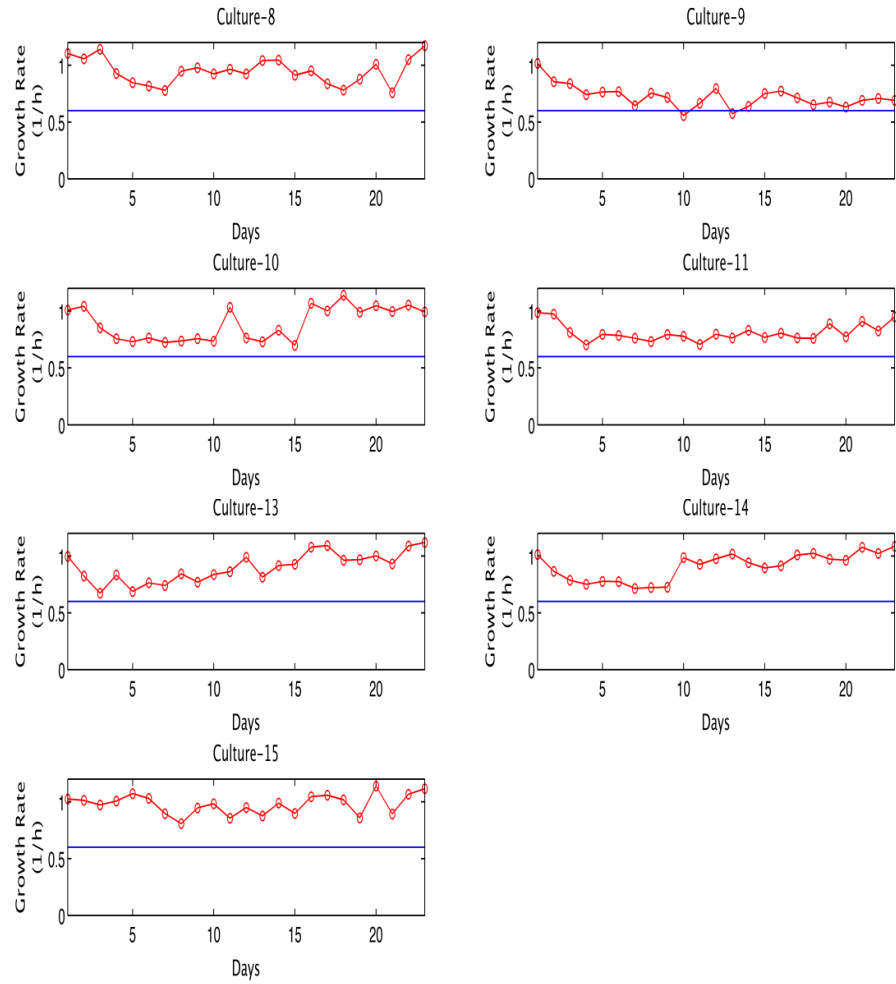 Culture-8
Growth Rate
(1/h)
1
0.5
0
5 10 15 20
Days
Culture-9
Growth Rate
(1/h)
1
0.5
0
5 10 15 20
Days
Culture-10
Growth Rate
(1/h)
1
0.5
0
5 10 15 20
Days
Culture-11
Growth Rate
(1/h)
1
0.5
0
5 10 15 20
Days
Culture-13
Growth Rate
(1/h)
1
0.5
0
5 10 15 20
Days
Culture-14
Growth Rate
(1/h)
1
0.5
0
5 10 15 20
Days
Culture-15
Growth Rate
(1/h)
1
0.5
0
5 10 15 20
Days